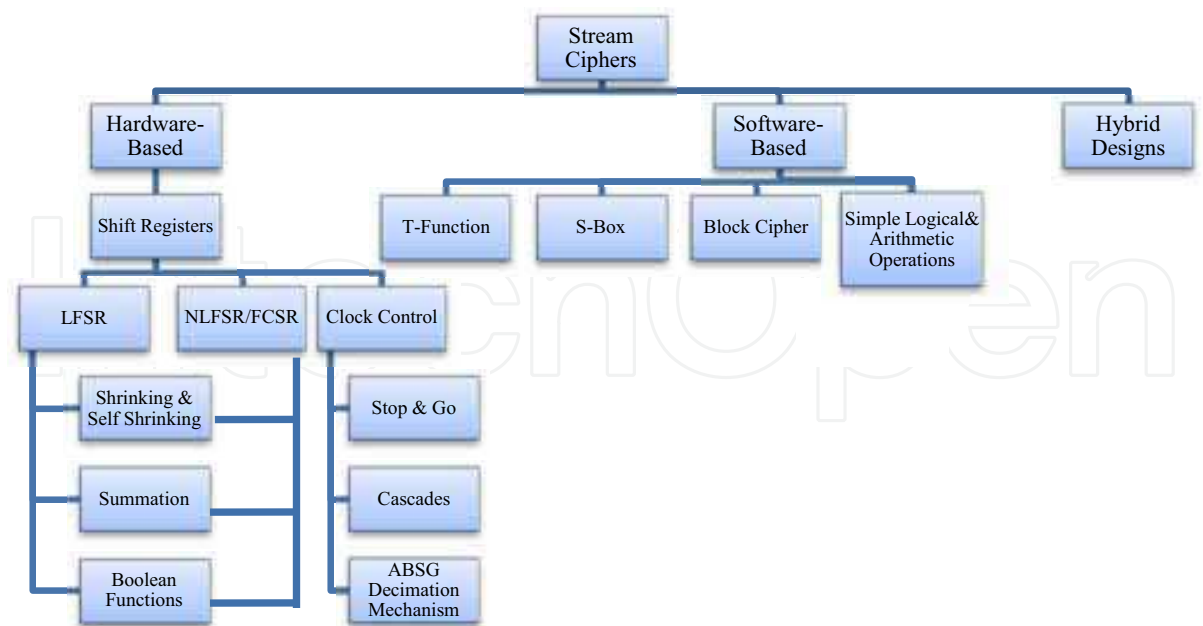 Stream
Ciphers
Hardware-
Based
Software-
Based
Hybrid
Designs
Shift Registers
T-Function
S-Box
Block Cipher
Simple Logical&
Arithmetic
Operations
LFSR
NLFSR/FCSR
Clock Control
Shrinking &
Self Shrinking
Stop & Go
Summation
Cascades
Boolean
Functions
ABSG
Decimation
Mechanism